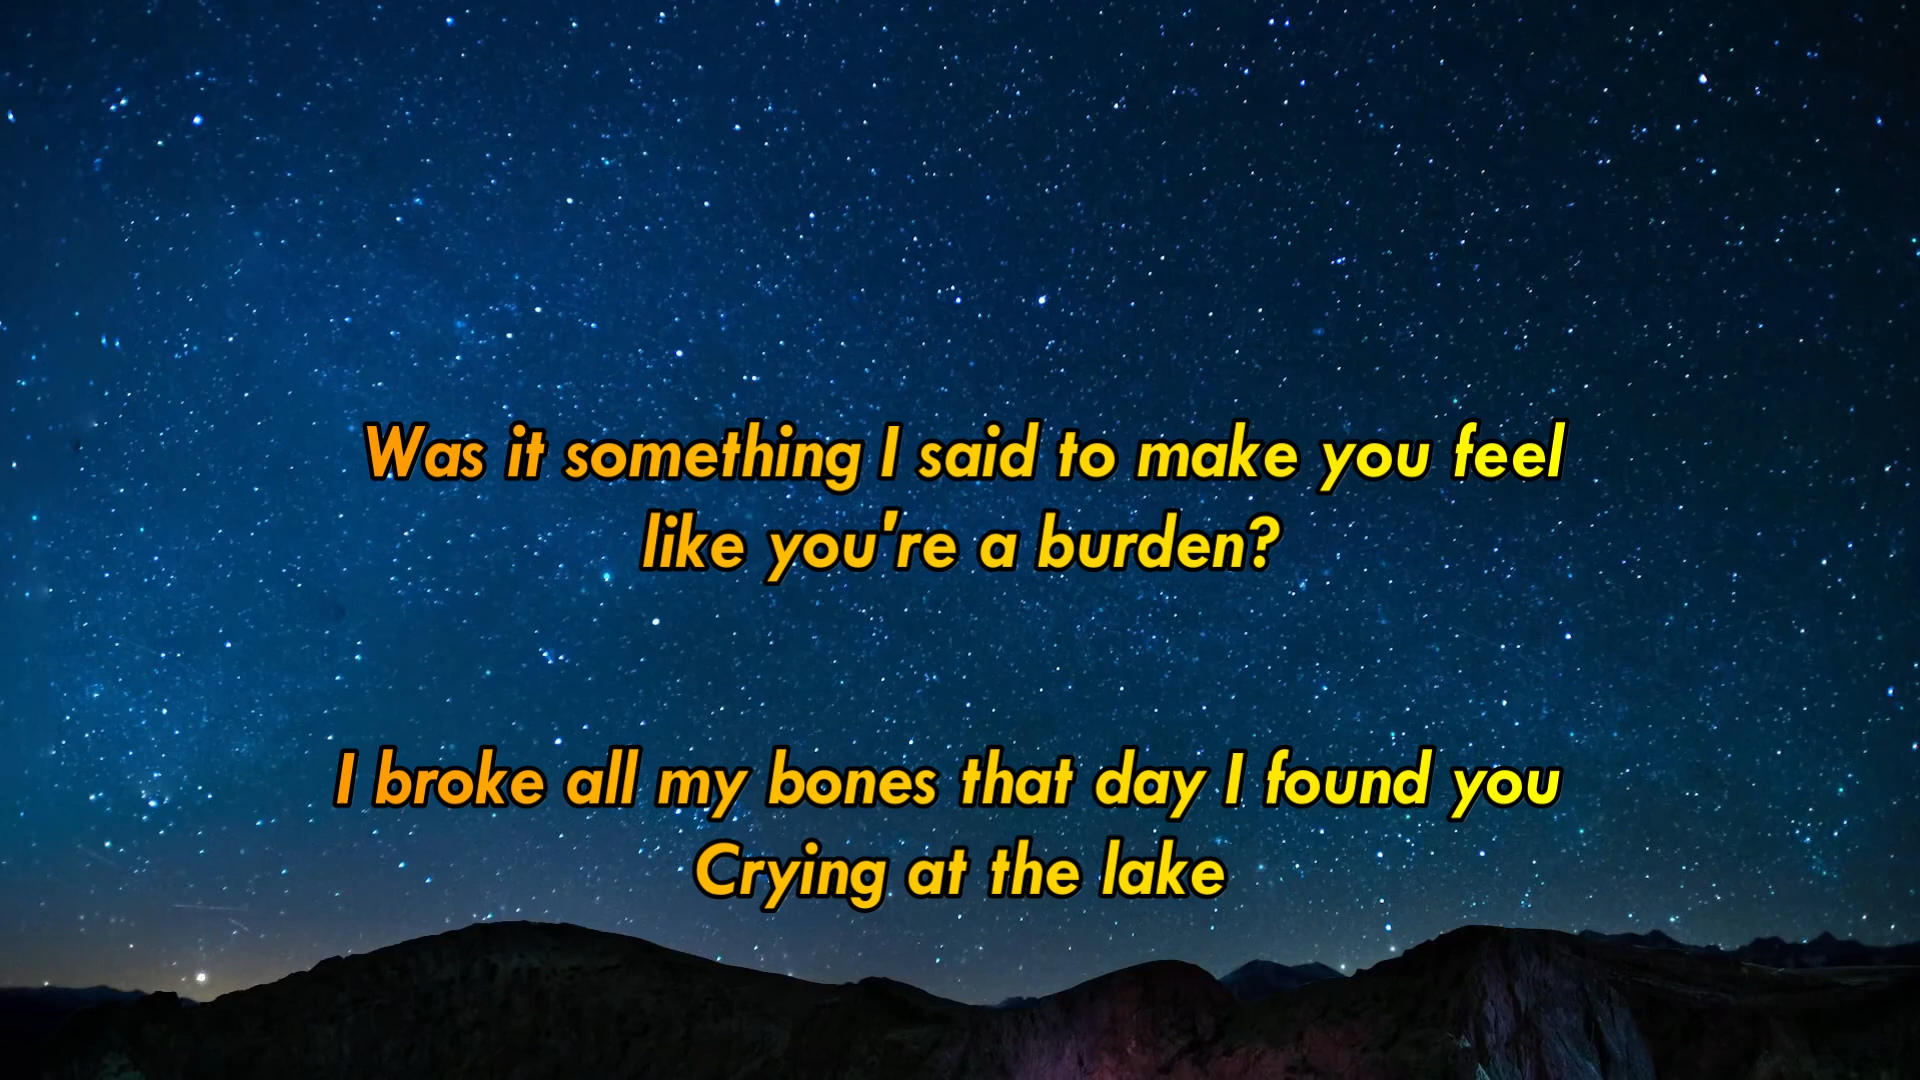 Was it something I said to make you feel
like you're a burden?
I broke all my bones that day I found you
Crying at the lake